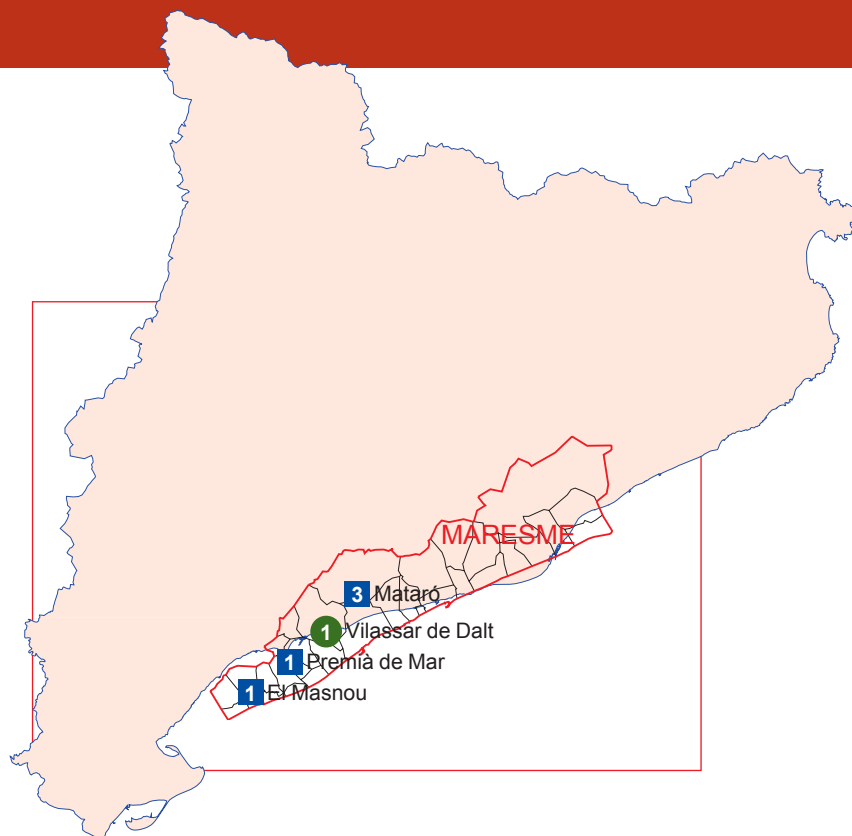 MARESME
3 Mataró
1 Vilassar de Dalt
1 Premià de Mar
1 El Masnou